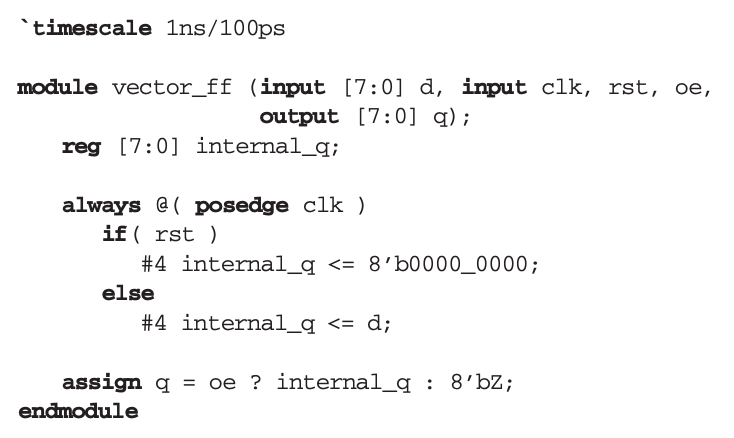 `timescale 1ns/100ps
module vector_ff (input [7:0] d, input clk, rst, oe,
output [7:0] q);
reg [7:0] internal_q;
always @( posedge clk )
if( rst )
#4 internal_q <= 8’b0000_0000;
else
#4 internal_q <= d;
assign q = oe ? internal_q : 8’bZ;
endmodule